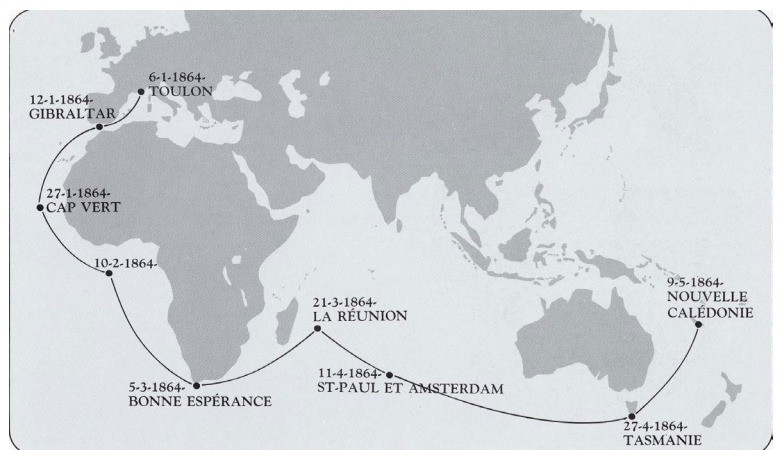 6-1-1864-
TOULON
12-1-1864-
GIBRALTAR
27-1-1864-
CAP VERT
10-2-1864-
5-3-1864-
BONNE ESPÉRANCE
21-3-1864-
LA RÉUNION
11-4-1864-
ST-PAUL ET AMSTERDAM
27-4-1864-
TASMANIE
9-5-1864-
NOUVELLE
CALÉDONIE